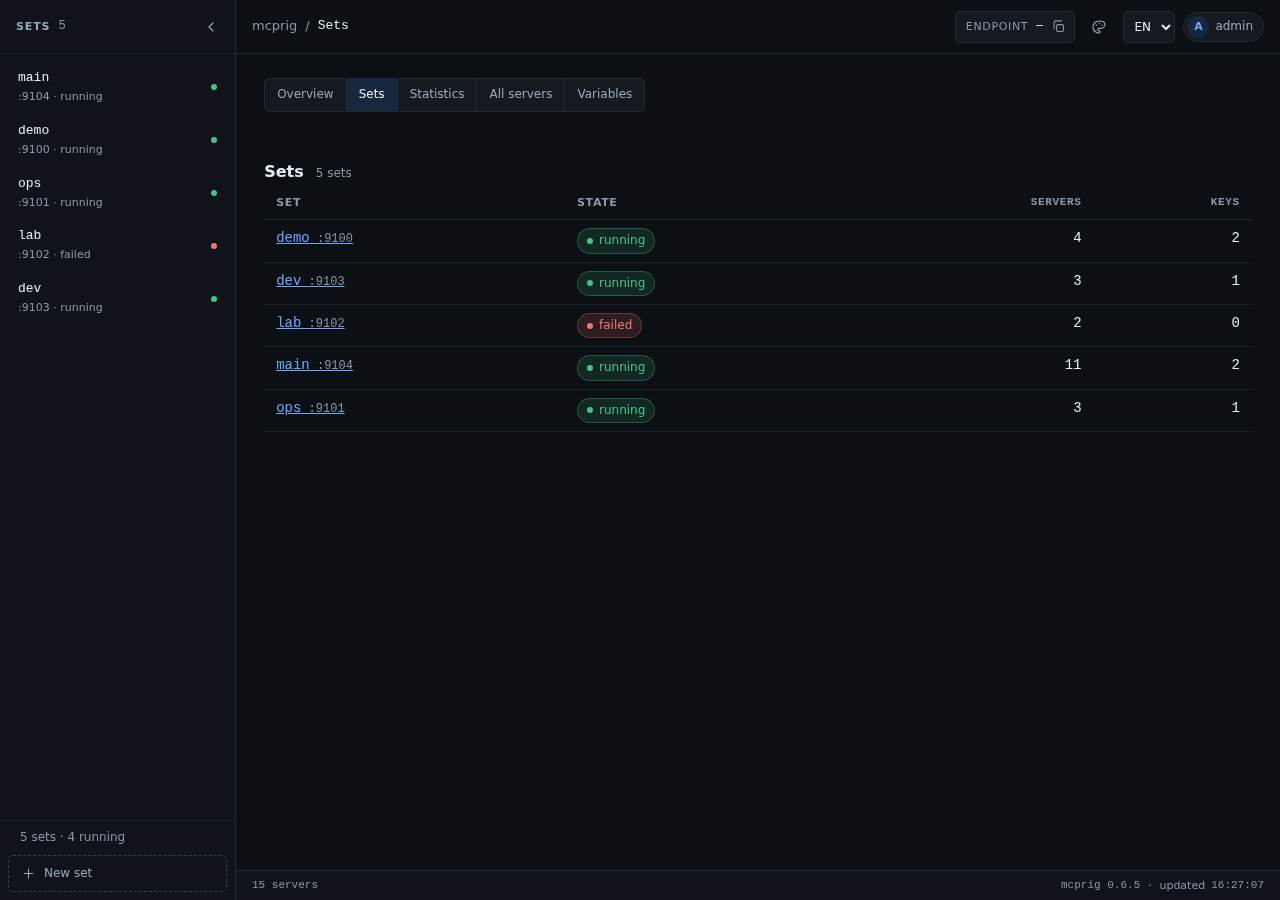 SETS 5
main
:9104 · running
demo
:9100 · running
ops
:9101 · running
lab
:9102 · failed
dev
:9103 · running
5 sets · 4 running
New set
mcprig / Sets
ENDPOINT —
EN
A admin
Overview Sets Statistics All servers Variables
Sets 5 sets
SET STATE SERVERS KEYS
demo :9100 running 4 2
dev :9103 running 3 1
lab :9102 failed 2 0
main :9104 running 11 2
ops :9101 running 3 1
15 servers
mcprig 0.6.5 · updated 16:27:07